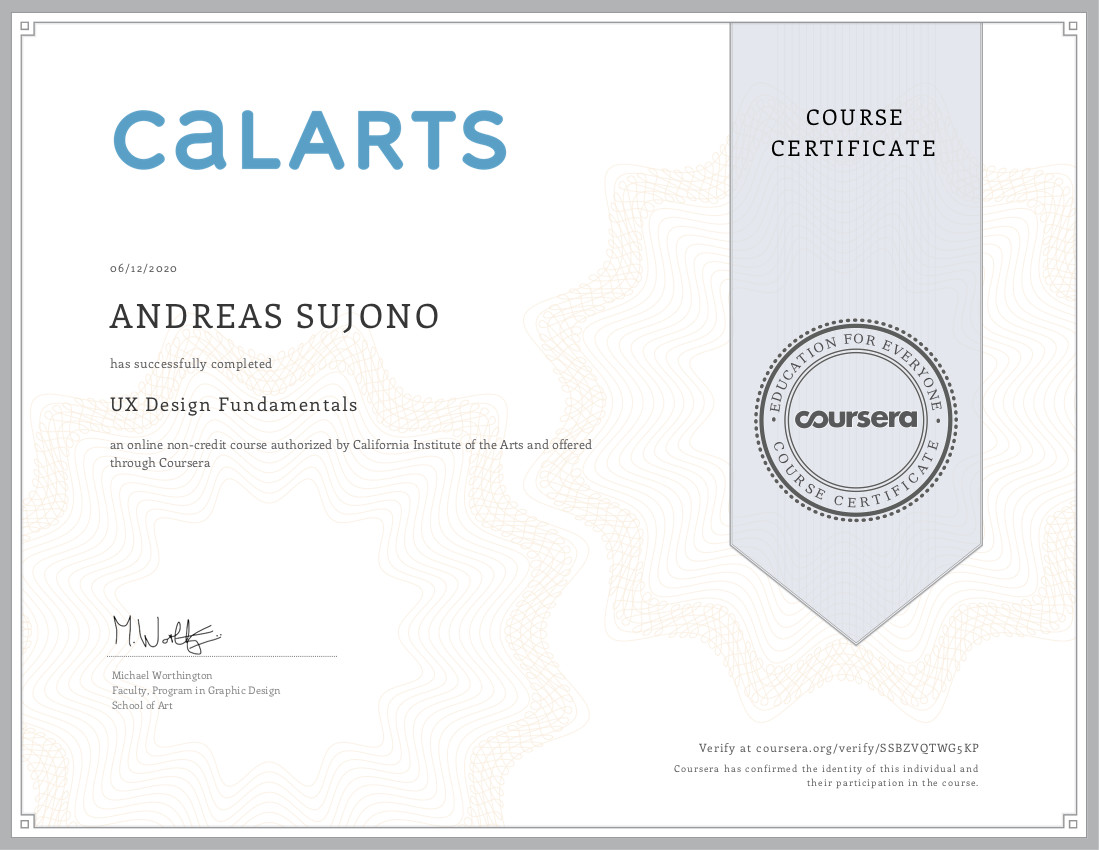 CALARTS
COURSE
CERTIFICATE
06/12/2020
ANDREAS SUJONO
has successfully completed
UX Design Fundamentals
an online non-credit course authorized by California Institute of the Arts and offered
through Coursera
EDUCATION FOR EVERYONE
coursera
COURSE CERTIFICATE
M. Worthington
Michael Worthington
Faculty, Program in Graphic Design
School of Art
Verify at coursera.org/verify/SSBZVQTWG5KP
Coursera has confirmed the identity of this individual and
their participation in the course.